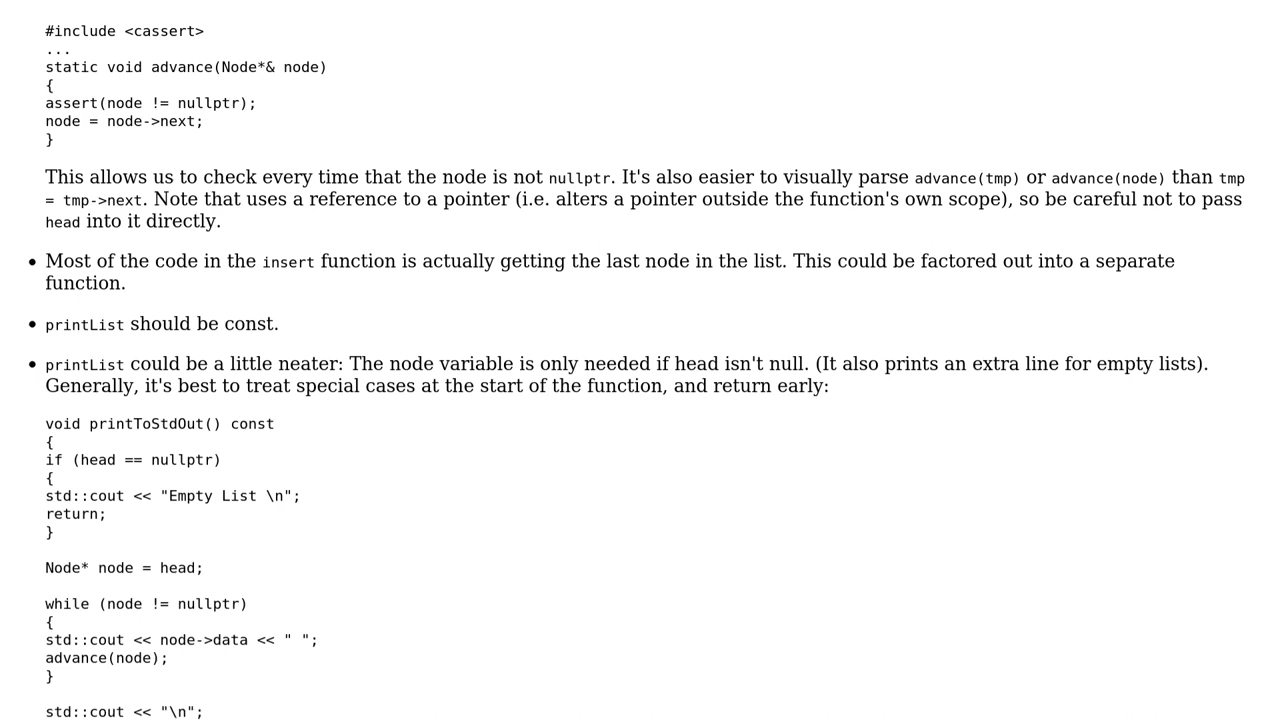 #include <cassert>
...
static void advance(Node*& node)
{
assert(node != nullptr);
node = node->next;
}
This allows us to check every time that the node is not nullptr. It's also easier to visually parse advance(tmp) or advance(node) than tmp
= tmp->next. Note that uses a reference to a pointer (i.e. alters a pointer outside the function's own scope), so be careful not to pass
head into it directly.
• Most of the code in the insert function is actually getting the last node in the list. This could be factored out into a separate
function.
• printList should be const.
• printList could be a little neater: The node variable is only needed if head isn't null. (It also prints an extra line for empty lists).
Generally, it's best to treat special cases at the start of the function, and return early:
void printToStdOut() const
{
if (head == nullptr)
{
std::cout << "Empty List \n";
return;
}
Node* node = head;
while (node != nullptr)
{
std::cout << node->data << " ";
advance(node);
}
std::cout << "\n";